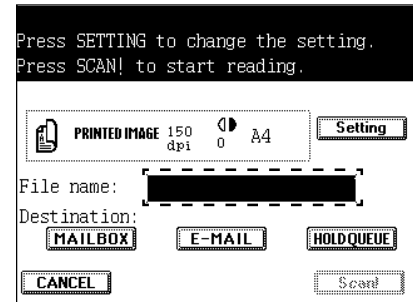 Press SETTING to change the setting.
Press SCAN! to start reading.
PRINTED IMAGE 150 dpi 0 A4 Setting
File name:
Destination:
MAILBOX E-MAIL HOLDQUEUE
CANCEL Scan!